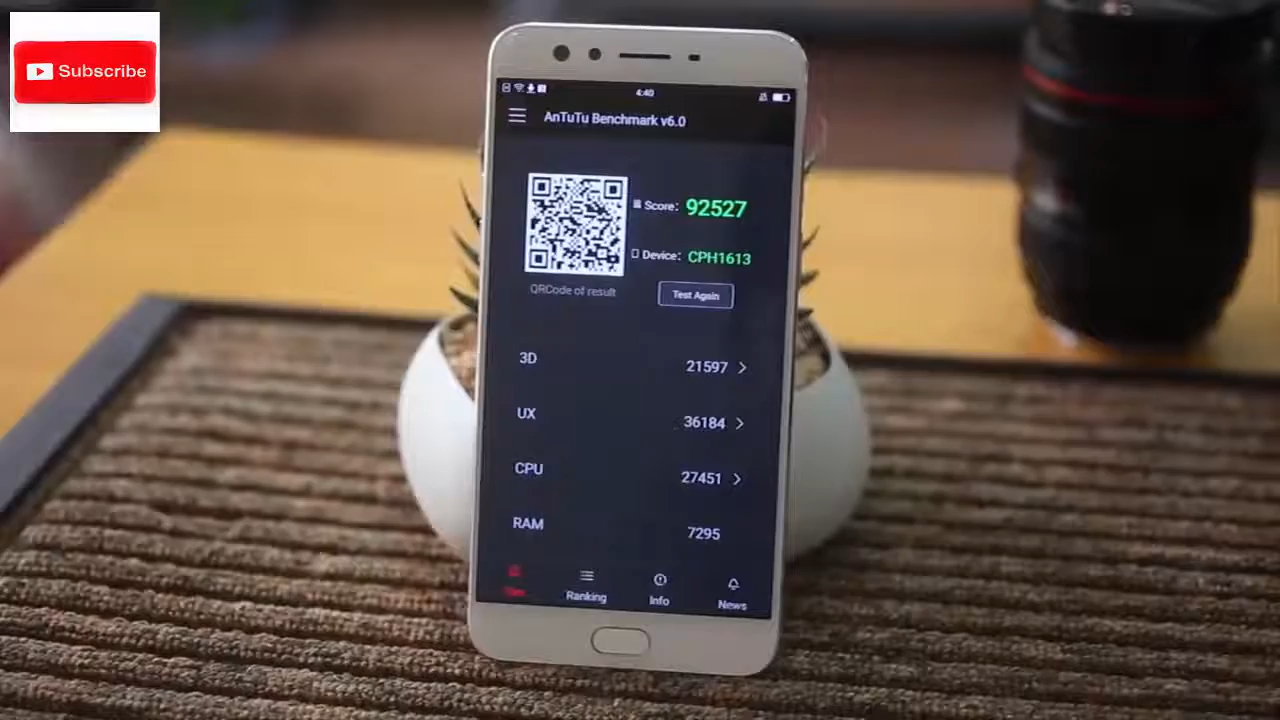 Subscribe
4:40
AnTuTu Benchmark v6.0
Score: 92527
Device: CPH1613
QRCode of result
Test Again
3D 21597
UX 36184
CPU 27451
RAM 7295
Ranking
Info
News